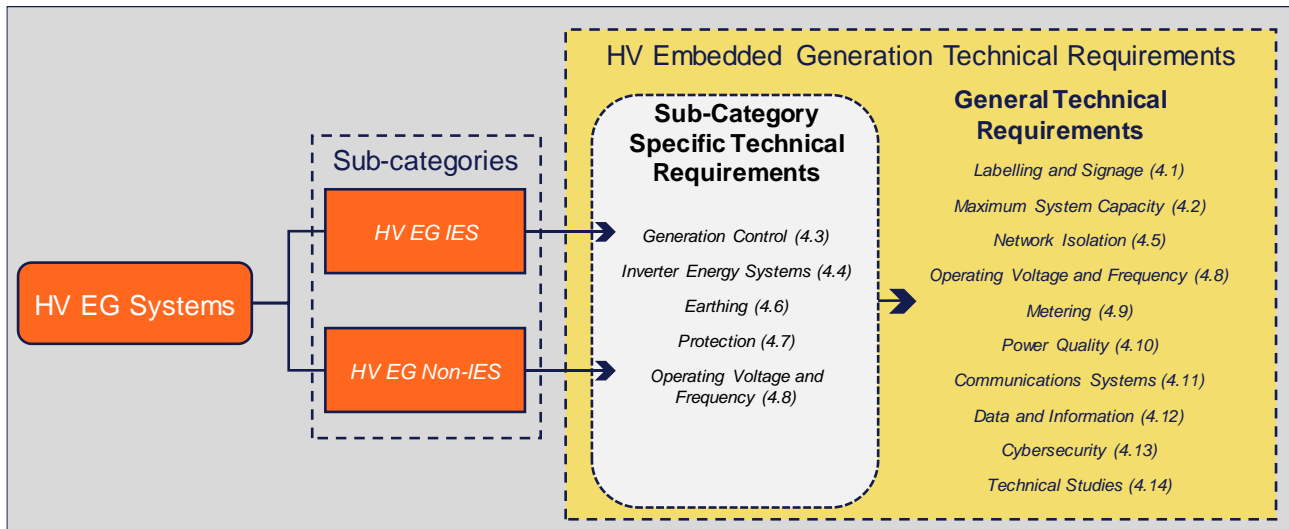 HV Embedded Generation Technical Requirements
Sub-categories
HV EG Systems
HV EG IES
HV EG Non-IES
Sub-Category
Specific Technical
Requirements
Generation Control (4.3)
Inverter Energy Systems (4.4)
Earthing (4.6)
Protection (4.7)
Operating Voltage and
Frequency (4.8)
General Technical
Requirements
Labelling and Signage (4.1)
Maximum System Capacity (4.2)
Network Isolation (4.5)
Operating Voltage and Frequency (4.8)
Metering (4.9)
Power Quality (4.10)
Communications Systems (4.11)
Data and Information (4.12)
Cybersecurity (4.13)
Technical Studies (4.14)